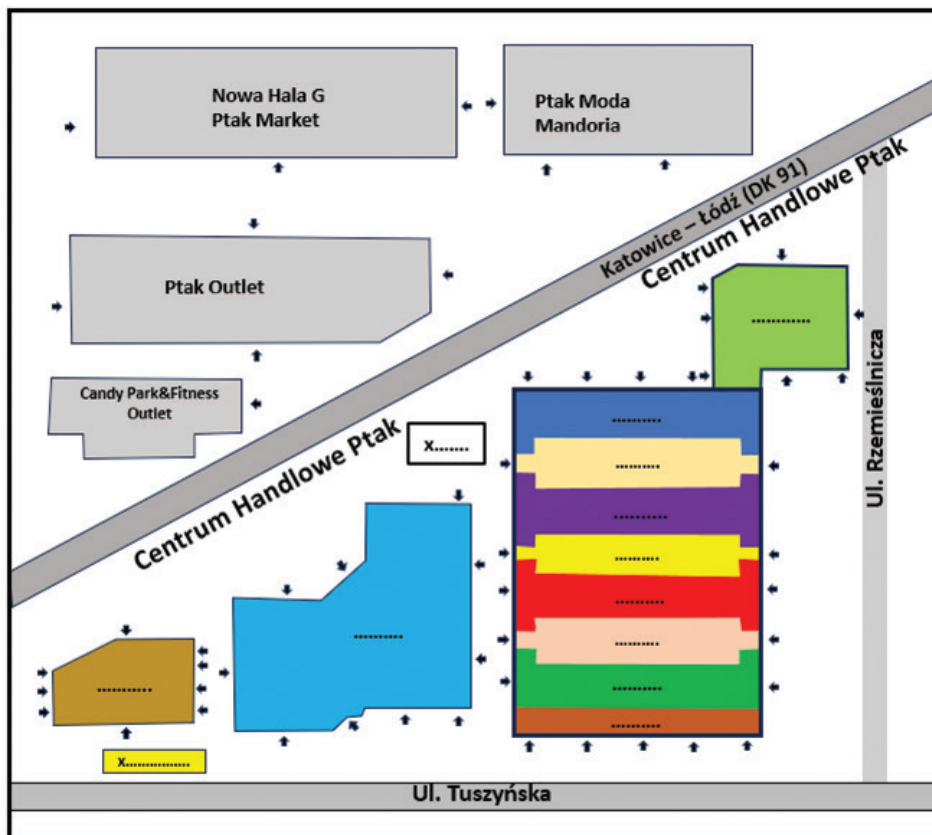 Nowa Hala G
Ptak Market
Ptak Moda
Mandoria
Katowice – Łódź (DK 91)
Centrum Handlowe Ptak
Ptak Outlet
............
Candy Park&Fitness
Outlet
Ul. Rzemieślnicza
Centrum Handlowe Ptak
x.......
..........
..........
..........
..........
..........
..........
..........
..........
..........
...........
x...............
Ul. Tuszyńska